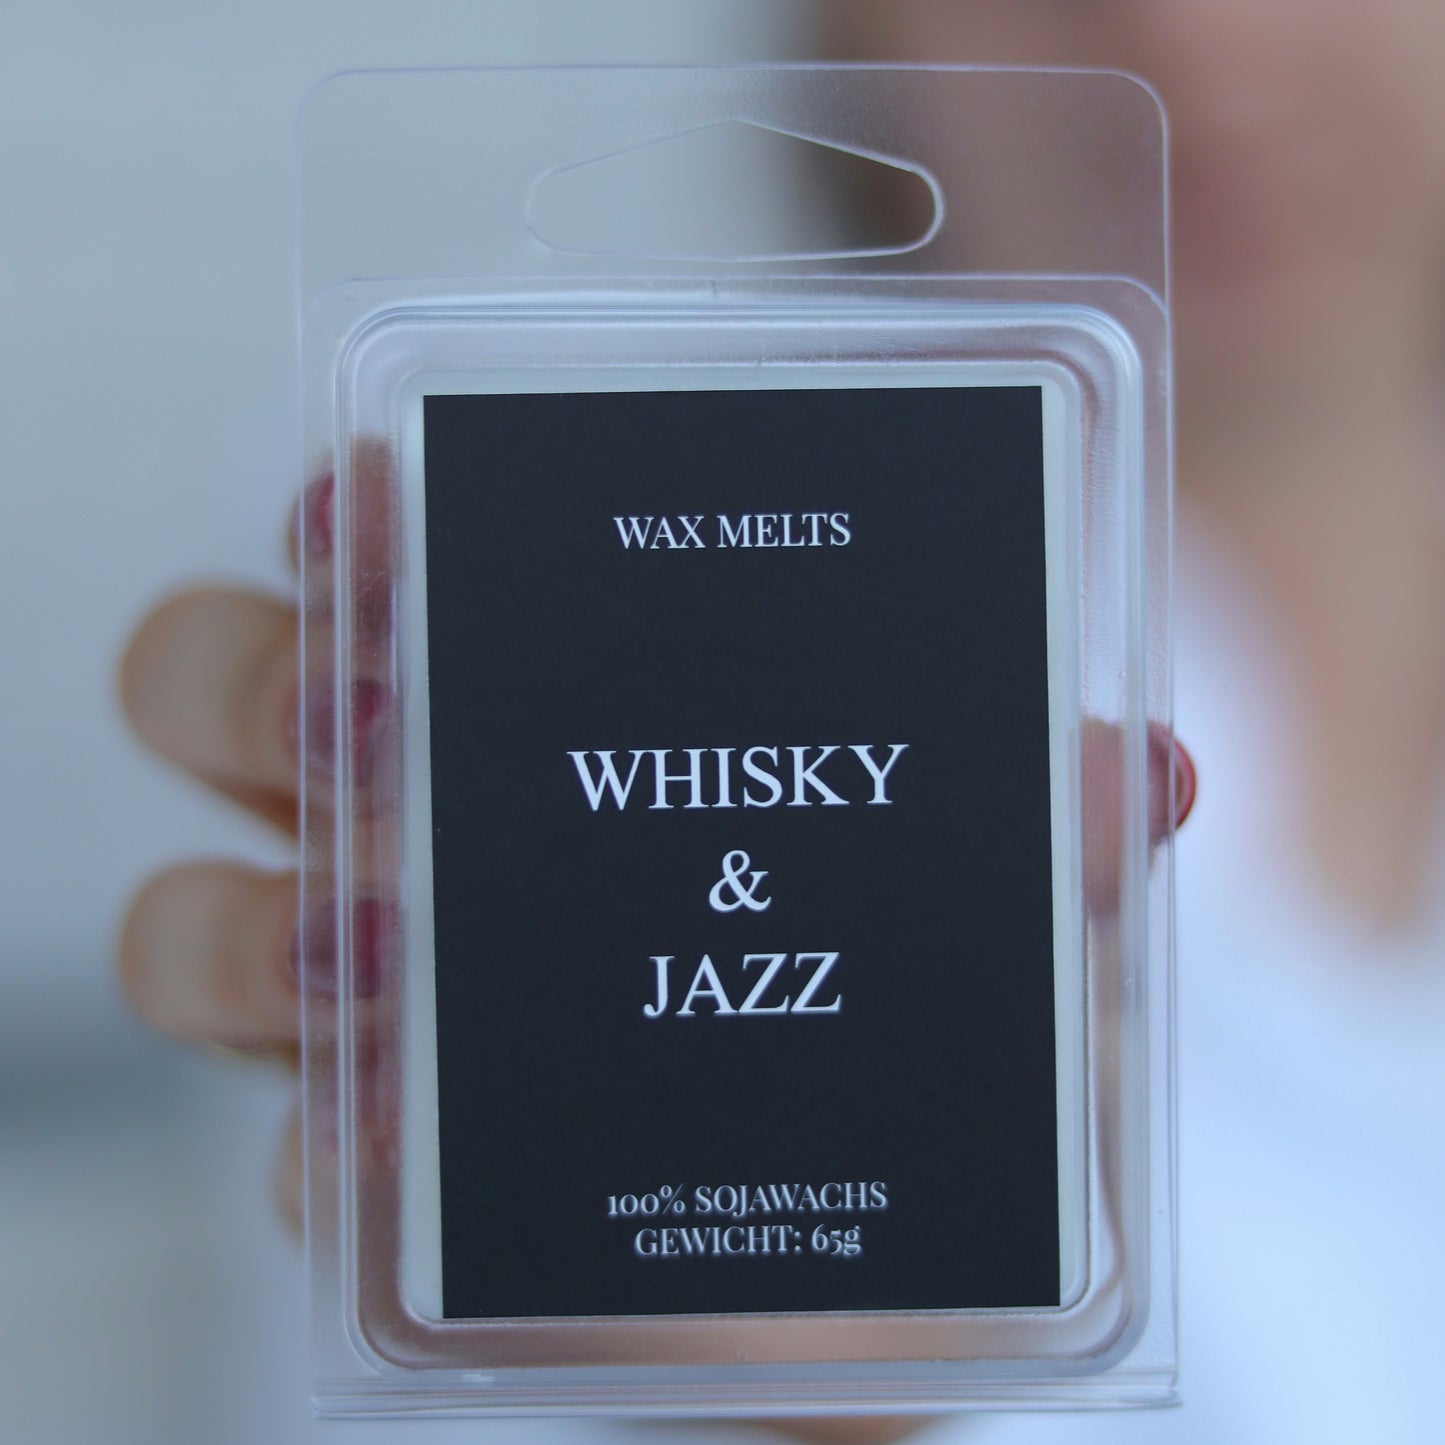 WAX MELTS
WHISKY
&
JAZZ
100% SOJAWACHS
GEWICHT: 65g